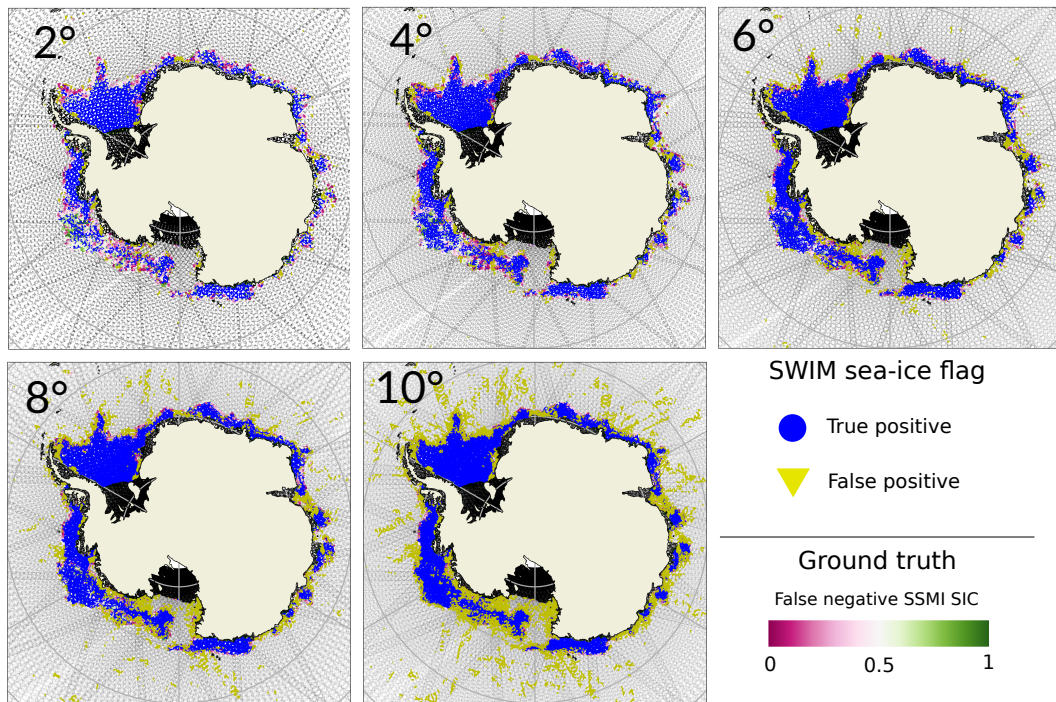 2°
4°
6°
8°
10°
SWIM sea-ice flag
True positive
False positive
Ground truth
False negative SSMI SIC
0
0.5
1